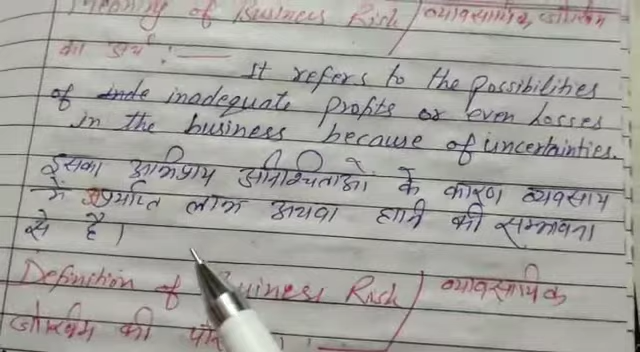 Meaning of Business Risk / व्यावसायिक जोखिम
का अर्थ : —
It refers to the possibilities
of inadequate profits or even losses
in the business because of uncertainties.
इसका अभिप्राय अनिश्चितताओं के कारण व्यवसाय
में अपर्याप्त लाभ अथवा हानि की सम्भावना
से है।
Definition of Business Risk / व्यावसायिक
जोखिम की